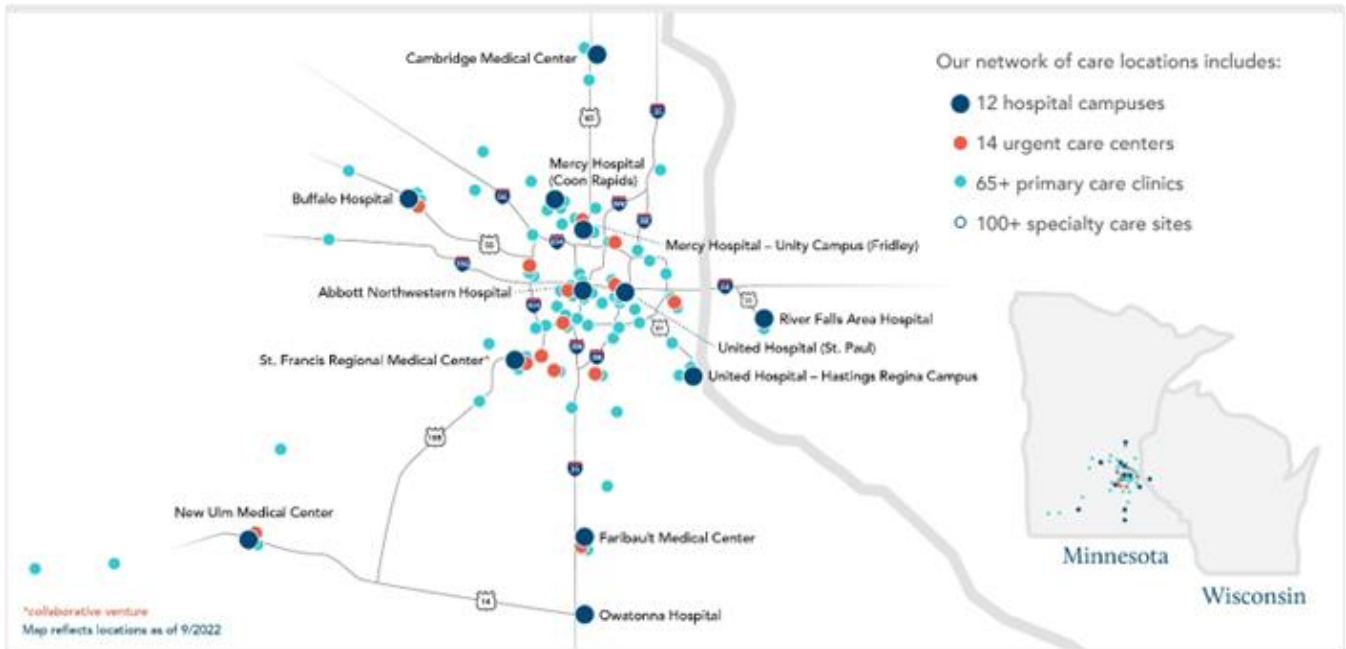 Cambridge Medical Center
Our network of care locations includes:
12 hospital campuses
14 urgent care centers
65+ primary care clinics
100+ specialty care sites
Mercy Hospital
(Coon Rapids)
Buffalo Hospital
Mercy Hospital – Unity Campus (Fridley)
Abbott Northwestern Hospital
River Falls Area Hospital
United Hospital (St. Paul)
St. Francis Regional Medical Center*
United Hospital – Hastings Regina Campus
New Ulm Medical Center
Faribault Medical Center
14
Owatonna Hospital
Minnesota
Wisconsin
*collaborative venture
Map reflects locations as of 9/2022